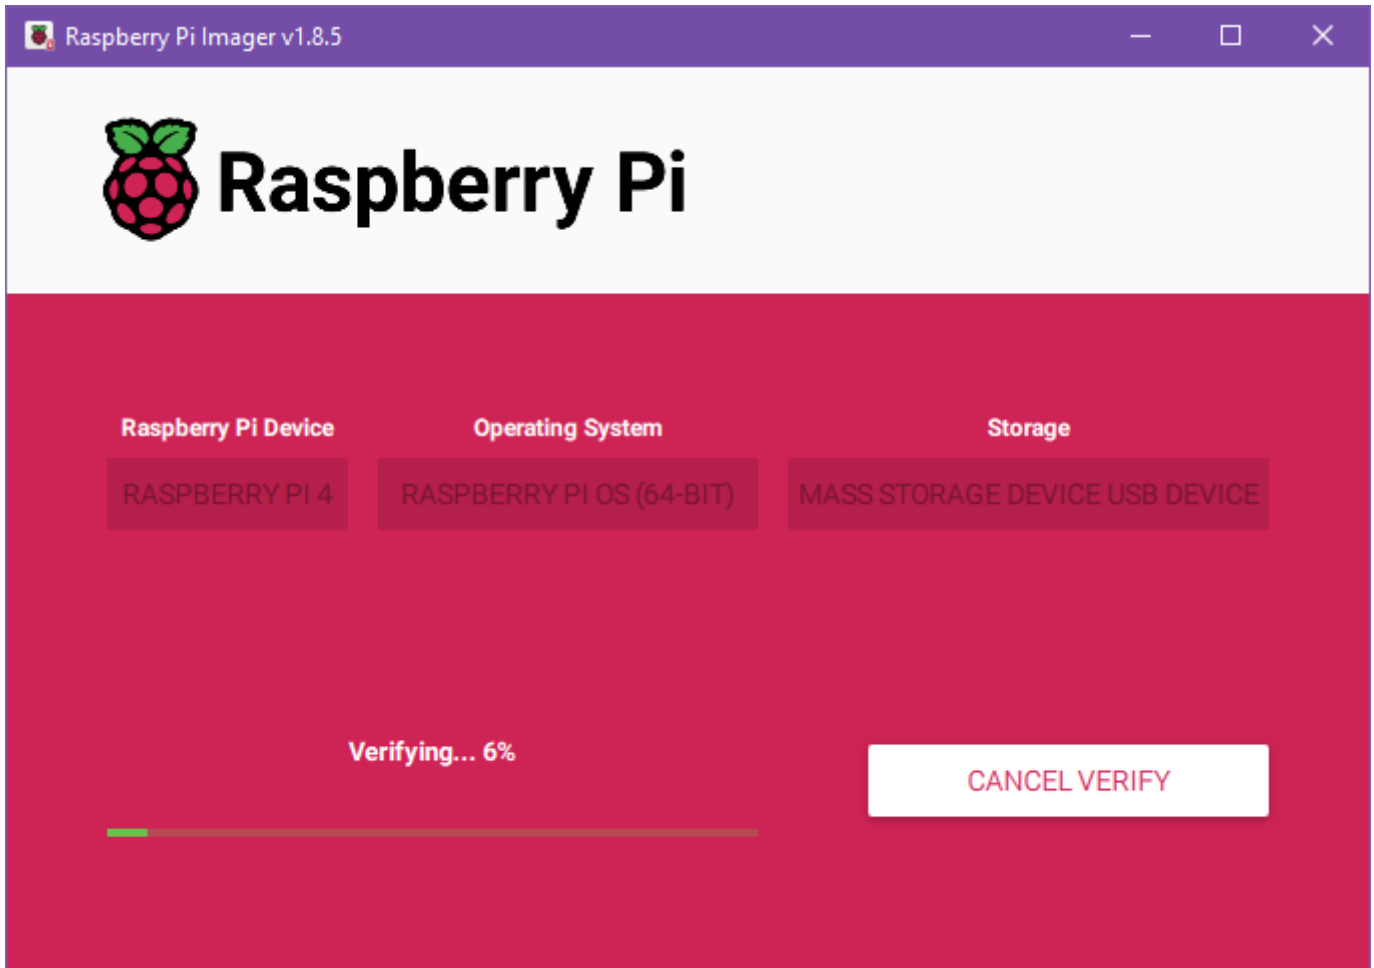 Raspberry Pi Imager v1.8.5
Raspberry Pi
Raspberry Pi Device
Operating System
Storage
RASPBERRY PI 4
RASPBERRY PI OS (64-BIT)
MASS STORAGE DEVICE USB DEVICE
Verifying... 6%
CANCEL VERIFY